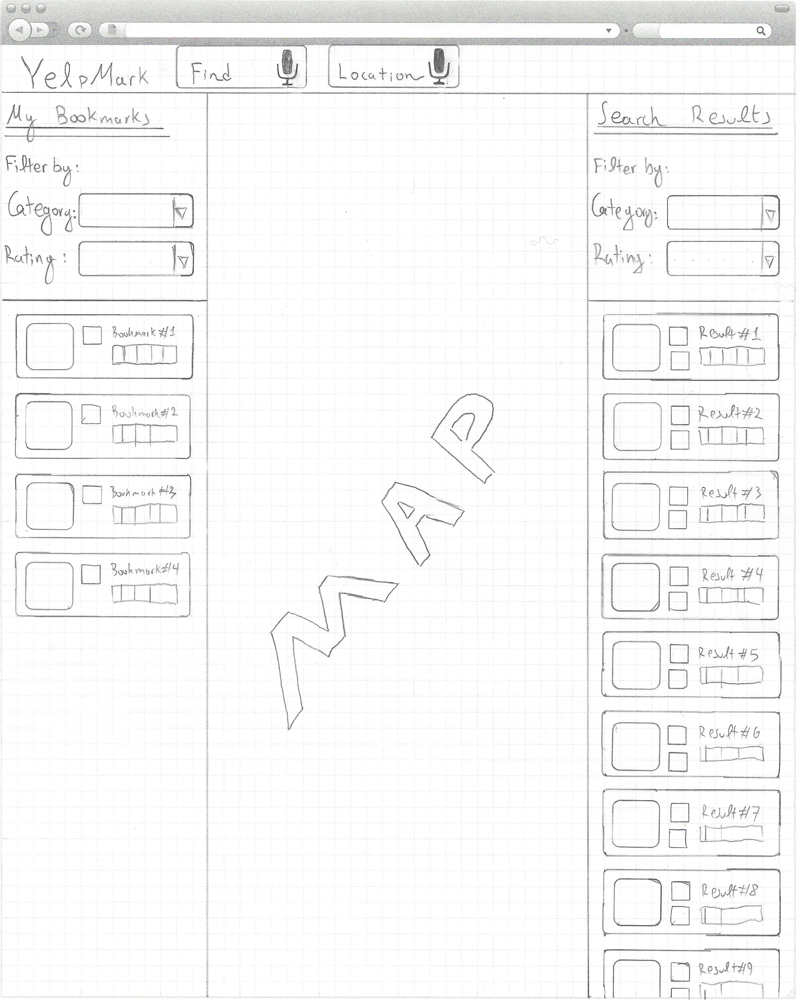 YelpMark Find Location
My Bookmarks
Filter by:
Category:
Rating:
Bookmark #1
Bookmark #2
Bookmark #3
Bookmark #4
MAP
Search Results
Filter by:
Category:
Rating:
Result #1
Result #2
Result #3
Result #4
Result #5
Result #6
Result #7
Result #8
Result #9